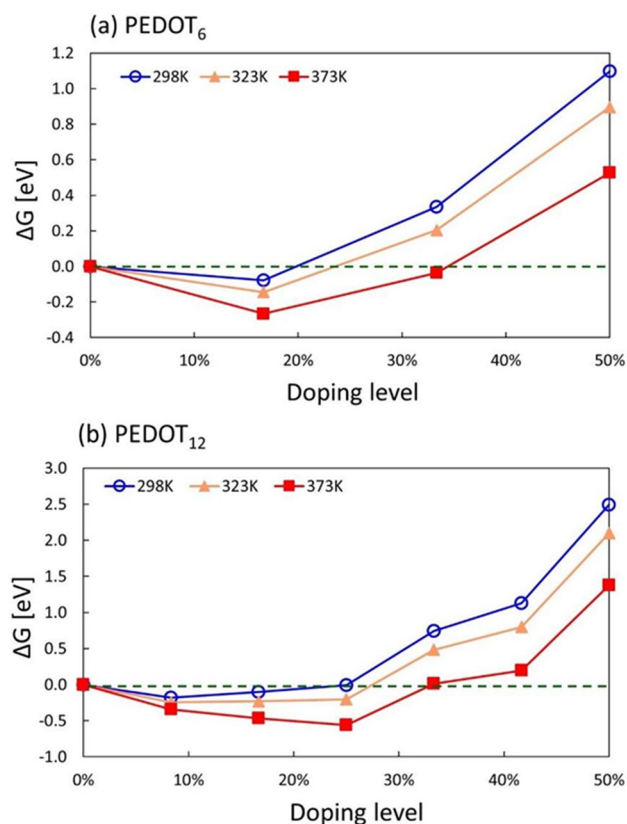 (a) PEDOT₆
1.2
298K 323K 373K
1.0
0.8
0.6
0.4
0.2
0.0
-0.2
-0.4
ΔG [eV]
0% 10% 20% 30% 40% 50%
Doping level
(b) PEDOT₁₂
3.0
298K 323K 373K
2.5
2.0
1.5
1.0
0.5
0.0
-0.5
-1.0
ΔG [eV]
0% 10% 20% 30% 40% 50%
Doping level